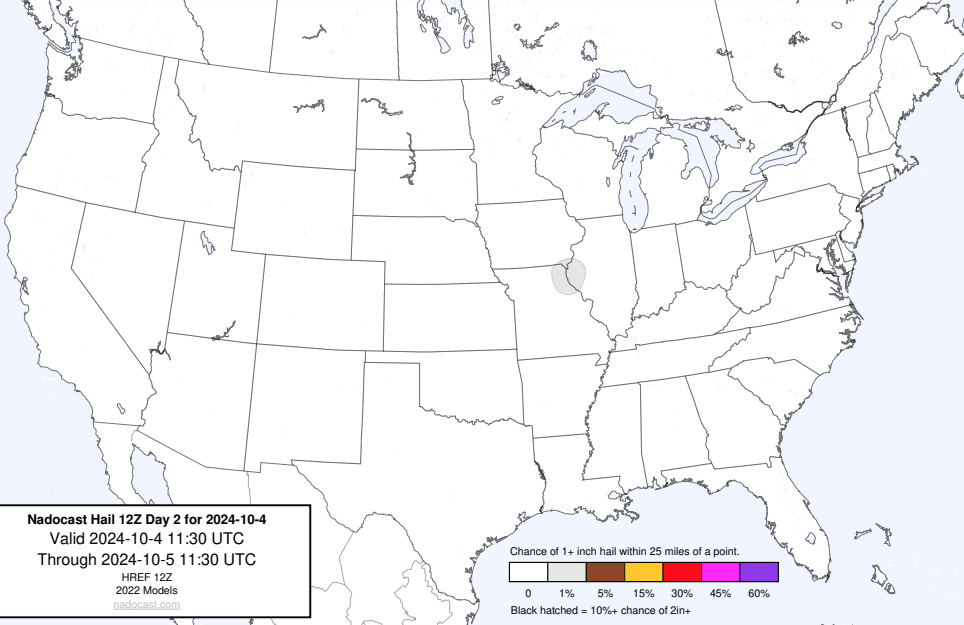 Nadocast Hail 12Z Day 2 for 2024-10-4
Valid 2024-10-4 11:30 UTC
Through 2024-10-5 11:30 UTC
HREF 12Z
2022 Models
nadocast.com
Chance of 1+ inch hail within 25 miles of a point.
0 1% 5% 15% 30% 45% 60%
Black hatched = 10%+ chance of 2in+